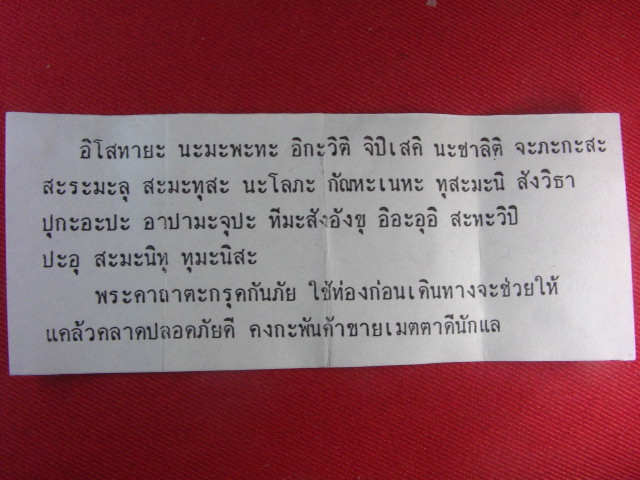 อิโสทายะ นะมะพะทะ อิกะวิติ จิปิเสคิ นะชาลิติ จะภะกะสะ
สะระมะลุ สะมะทุสะ นะโลภะ กัณหะเนหะ ทุสะมะนิ สังวิธา
ปุกะอะปะ อาปามะจุปะ ทีมะสังอังขุ อิอะอุอิ สะหะวิปิ
ปะอุ สะมะนิทุ ทุมะนิสะ
พระคาถาตะกรุดกันภัย ใช้ท่องก่อนเดินทางจะช่วยให้
แคล้วคลาดปลอดภัยดี คงกะพันค้าขายเมตตาดีนักแล